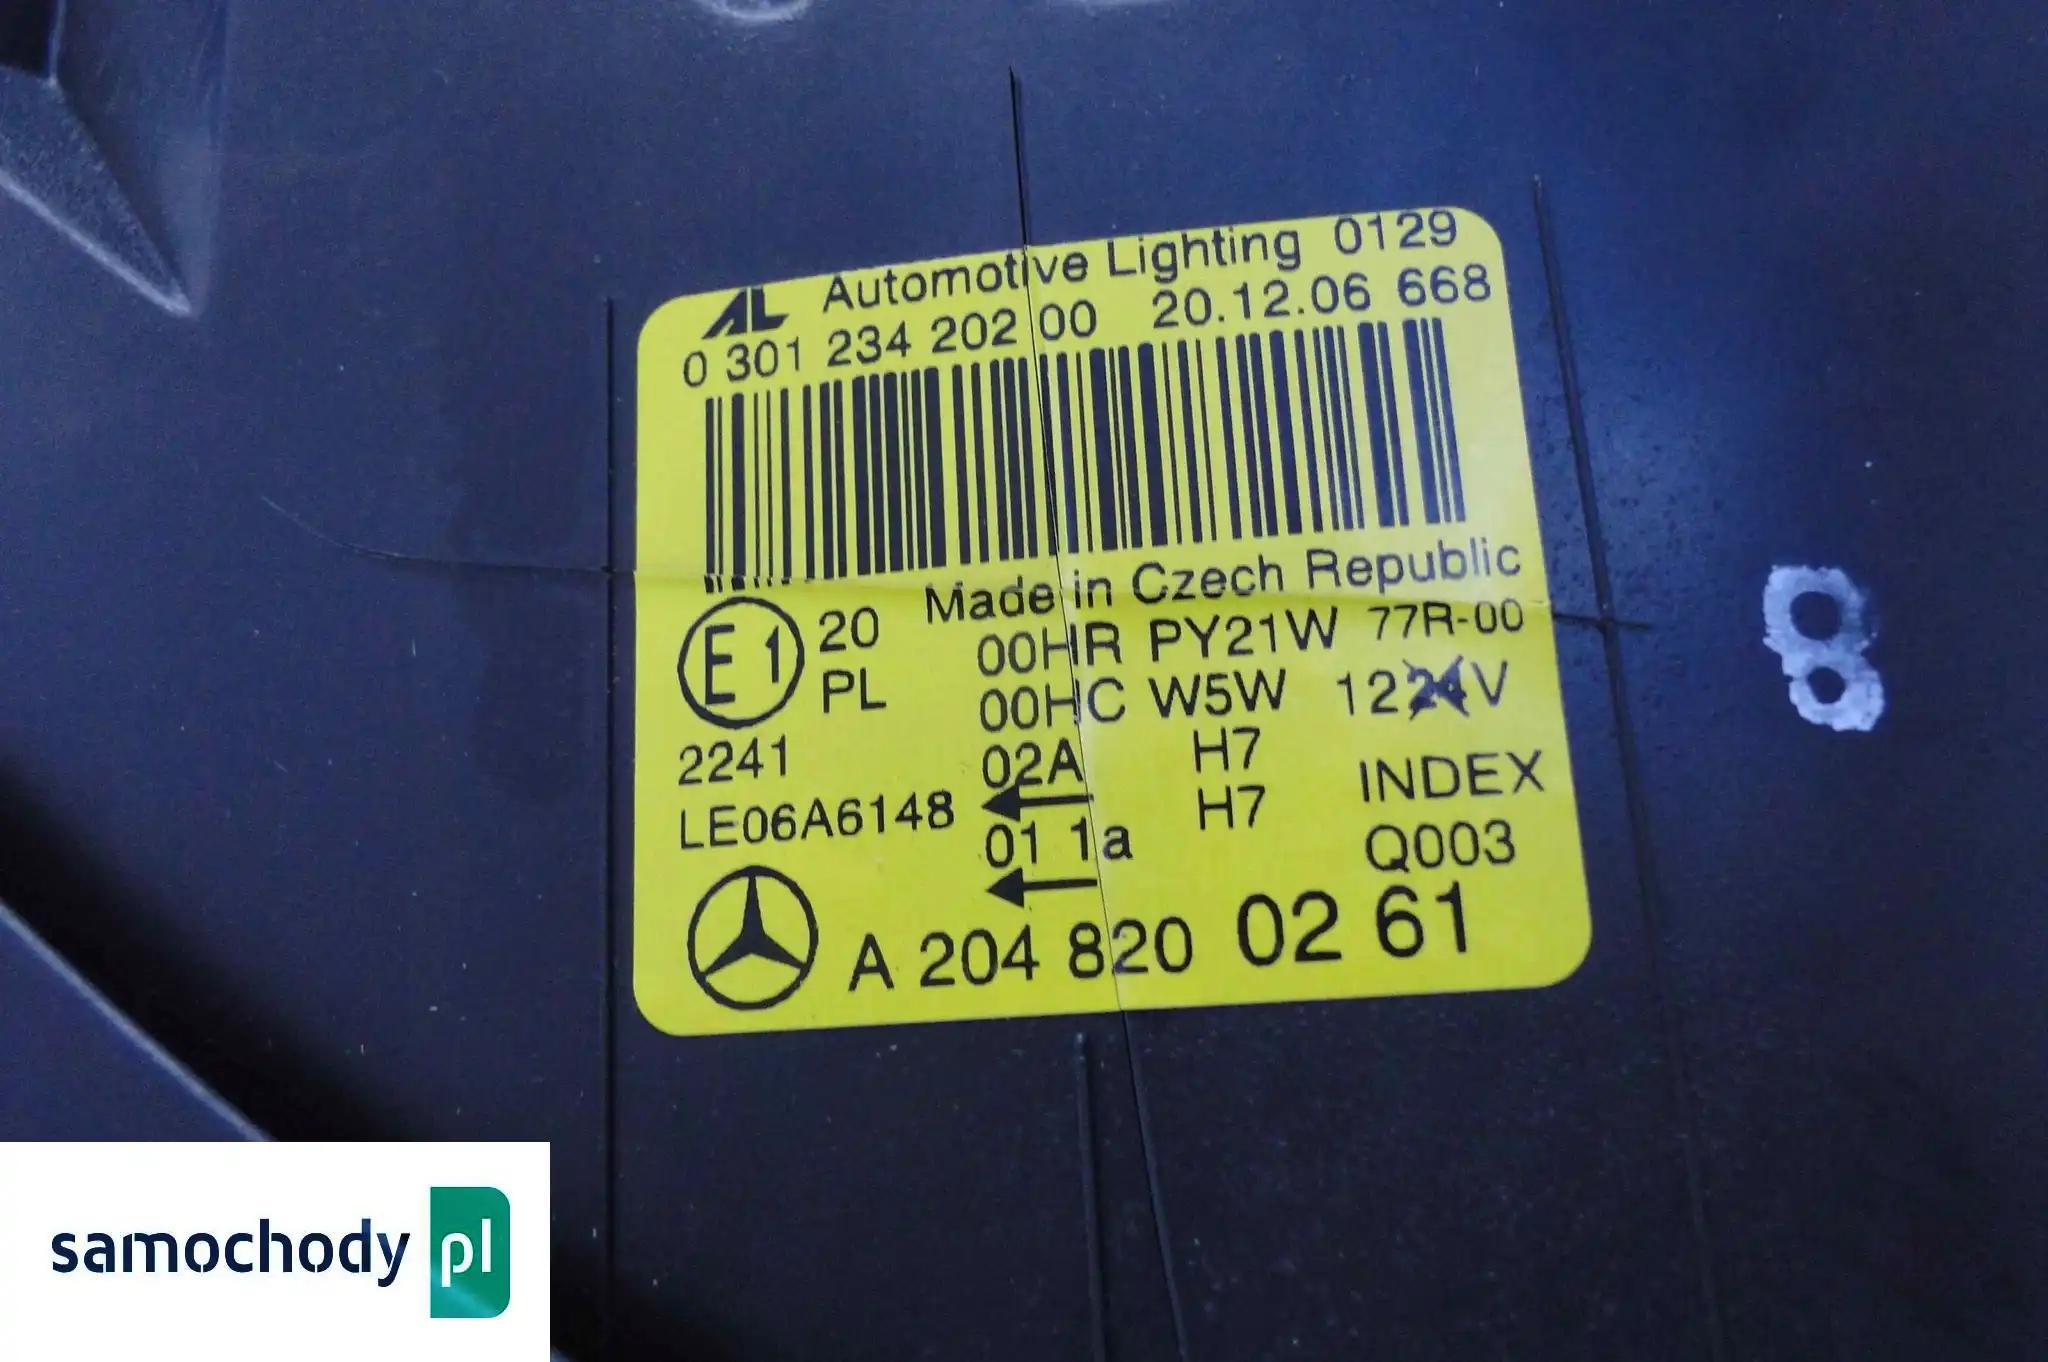 AL Automotive Lighting 0129
0 301 234 202 00 20.12.06 668
Made in Czech Republic
E1 20 00HR PY21W 77R-00
PL 00HC W5W 1224V
2241 02A H7
LE06A6148 H7 INDEX
01 1a Q003
A 204 820 02 61
8
samochody pl